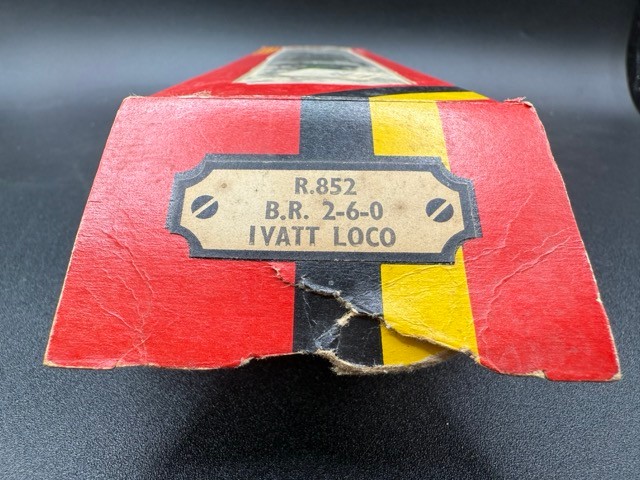 R.852
B.R. 2-6-0
IVATT LOCO